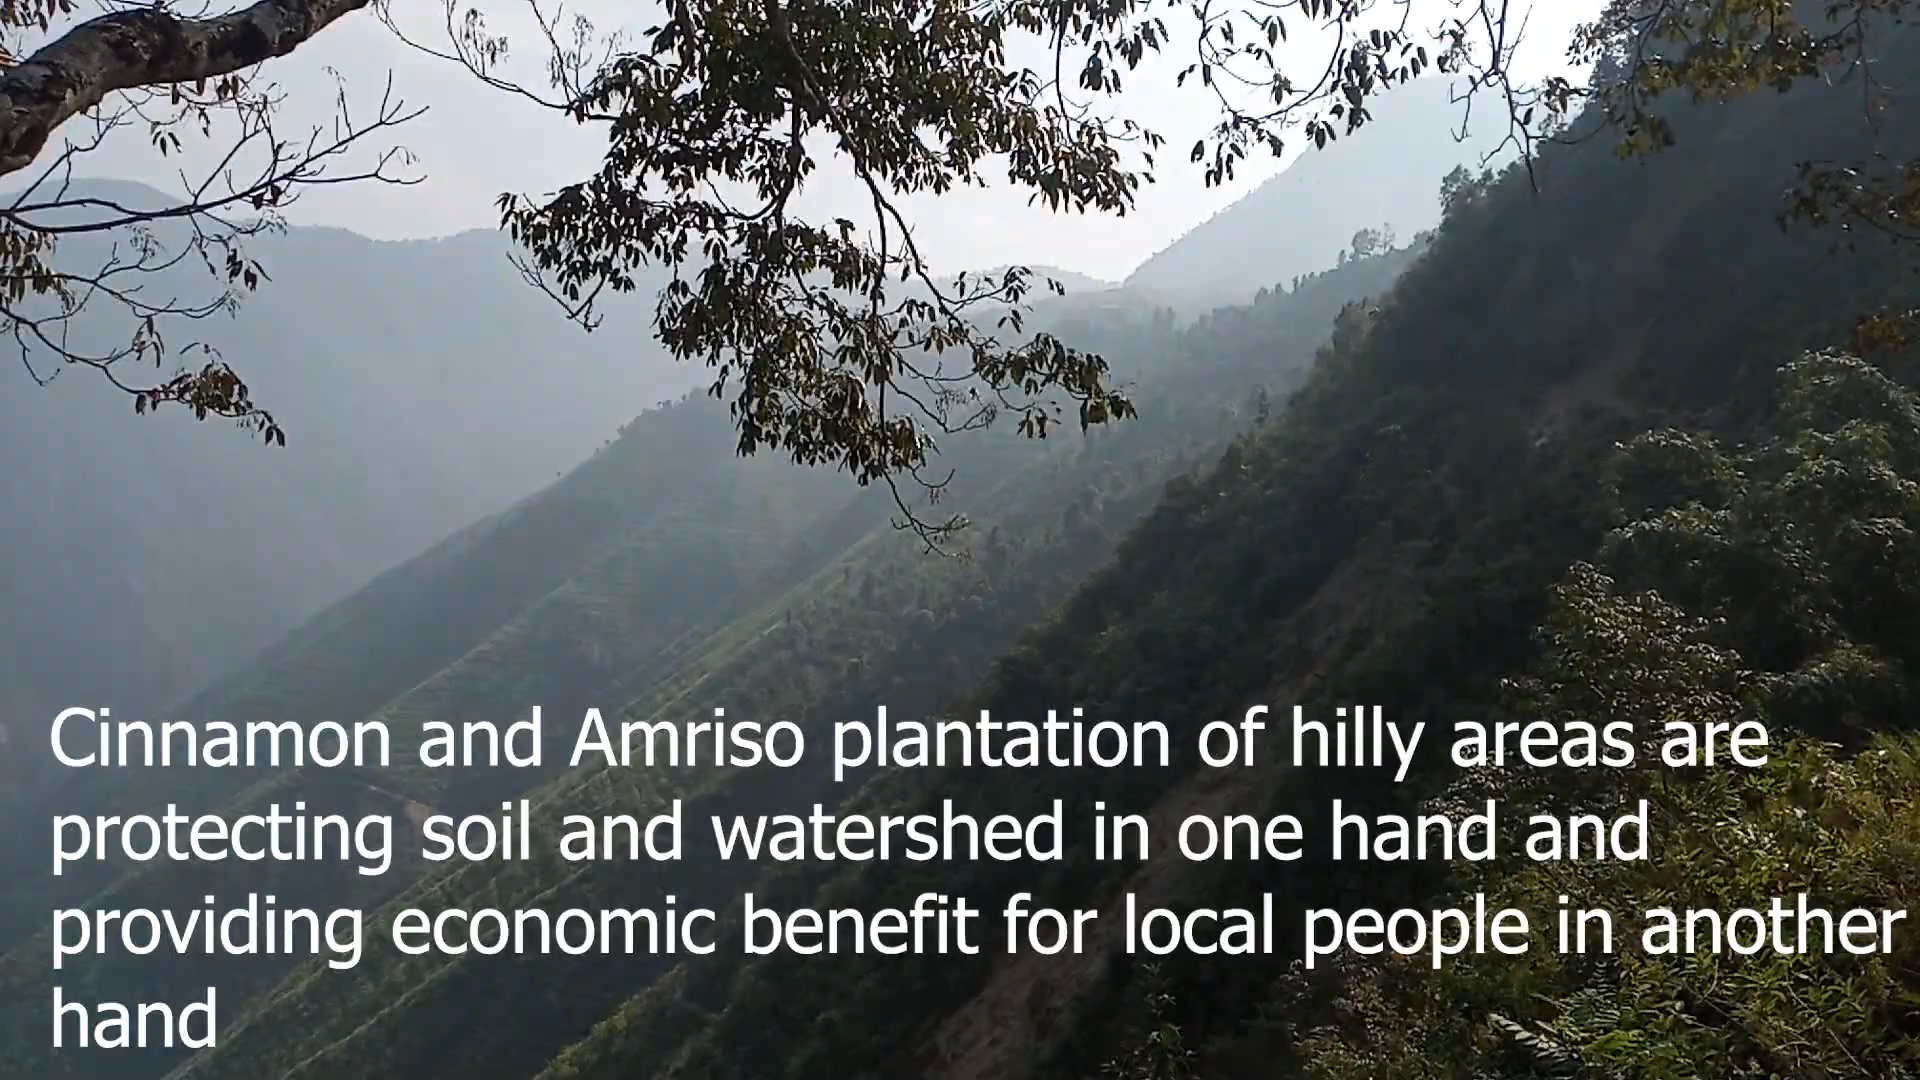 Cinnamon and Amriso plantation of hilly areas are
protecting soil and watershed in one hand and
providing economic benefit for local people in another
hand